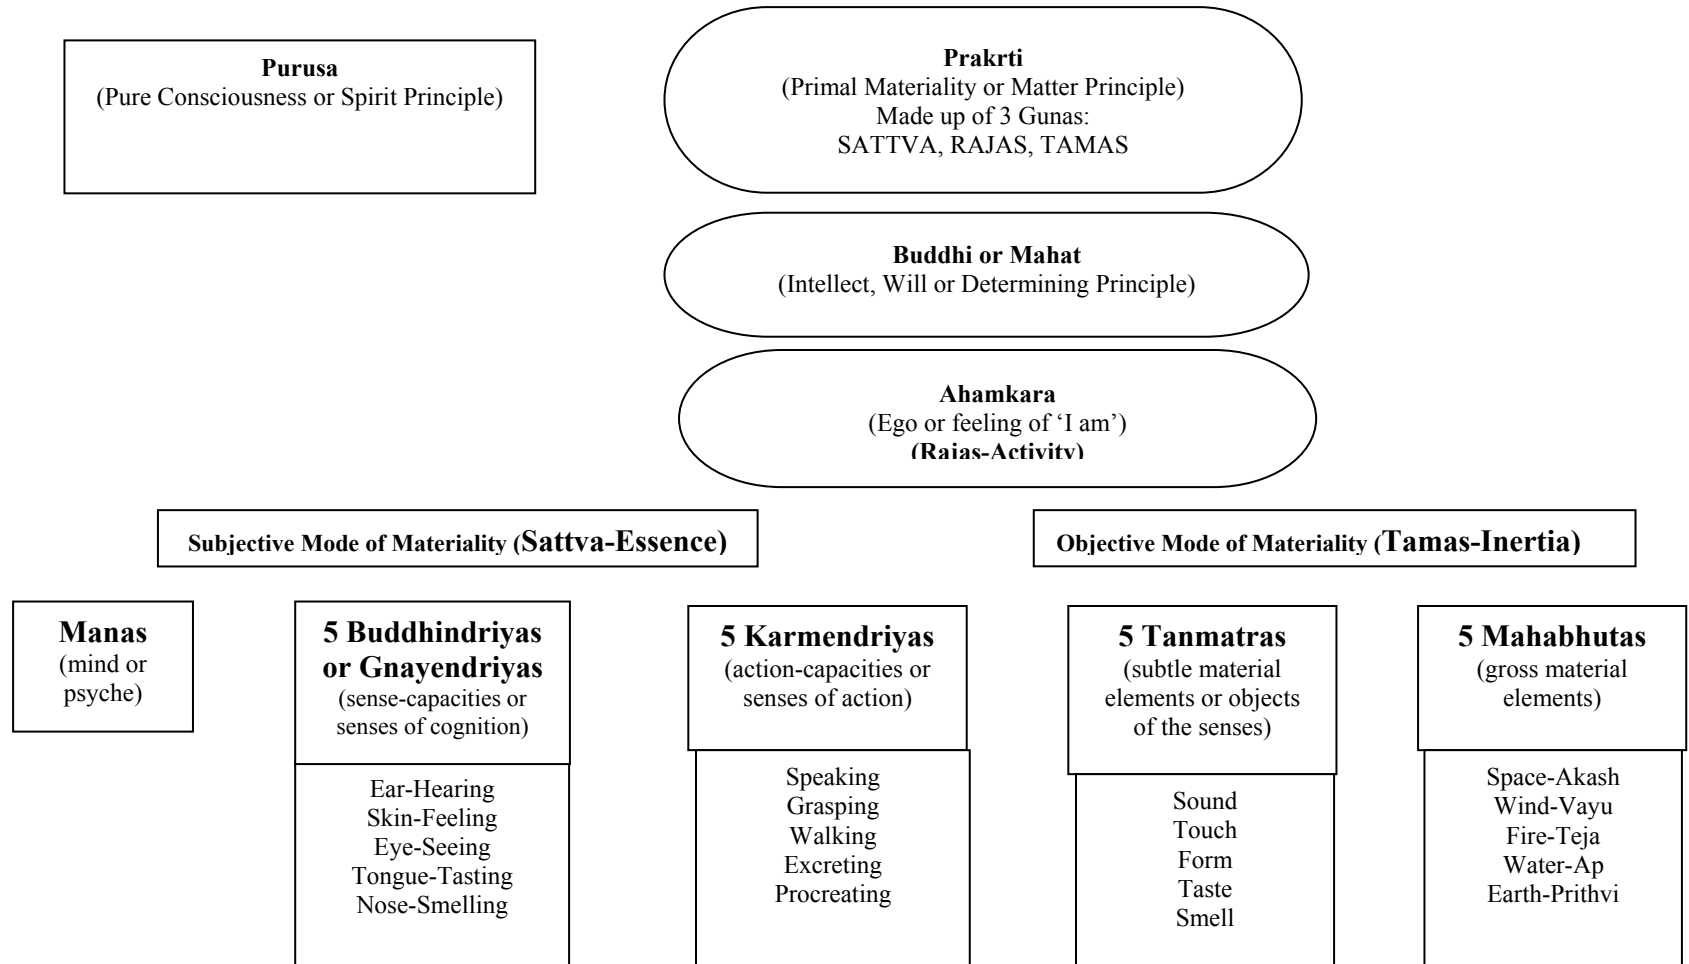 Purusa
(Pure Consciousness or Spirit Principle)
Prakrti
(Primal Materiality or Matter Principle)
Made up of 3 Gunas:
SATTVA, RAJAS, TAMAS
Buddhi or Mahat
(Intellect, Will or Determining Principle)
Ahamkara
(Ego or feeling of ‘I am’)
(Rajas-Activity)
Subjective Mode of Materiality (Sattva-Essence)
Objective Mode of Materiality (Tamas-Inertia)
Manas
(mind or
psyche)
5 Buddhindriyas
or Gnayendriyas
(sense-capacities or
senses of cognition)
Ear-Hearing
Skin-Feeling
Eye-Seeing
Tongue-Tasting
Nose-Smelling
5 Karmendriyas
(action-capacities or
senses of action)
Speaking
Grasping
Walking
Excreting
Procreating
5 Tanmatras
(subtle material
elements or objects
of the senses)
Sound
Touch
Form
Taste
Smell
5 Mahabhutas
(gross material
elements)
Space-Akash
Wind-Vayu
Fire-Teja
Water-Ap
Earth-Prithvi